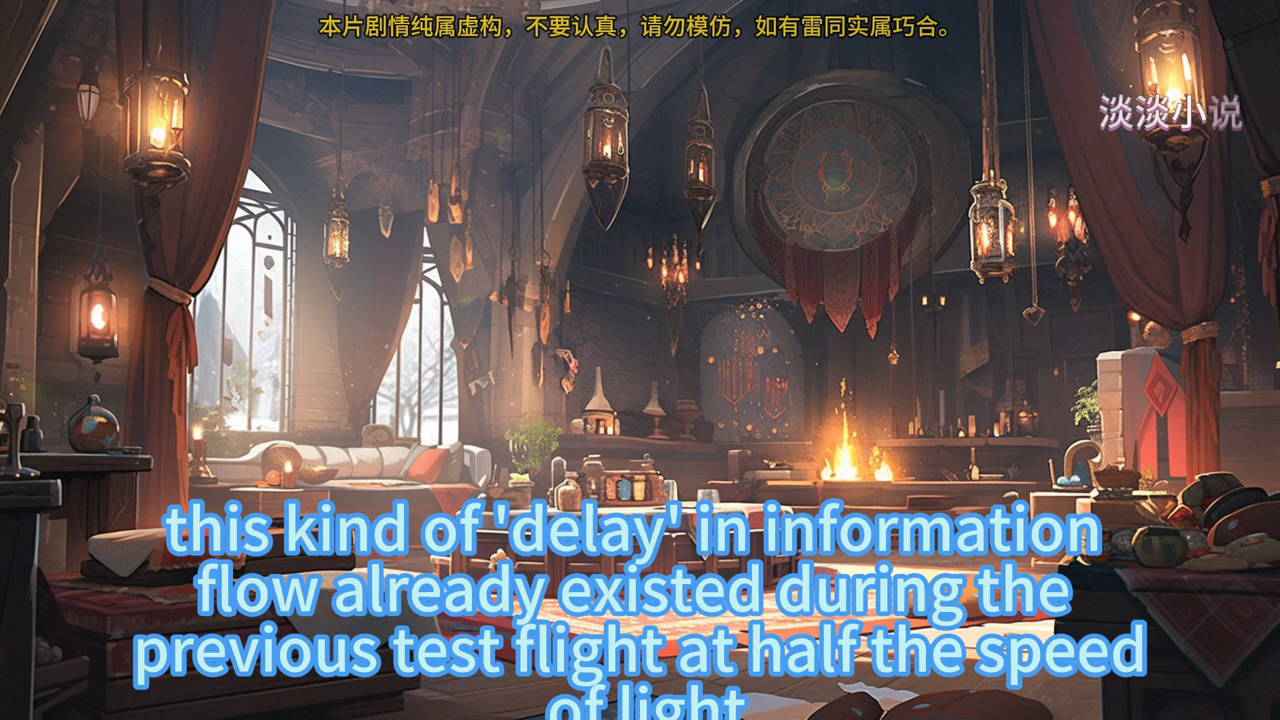 本片剧情纯属虚构，不要认真，请勿模仿，如有雷同实属巧合。
淡淡小说
this kind of 'delay' in information
flow already existed during the
previous test flight at half the speed
of light